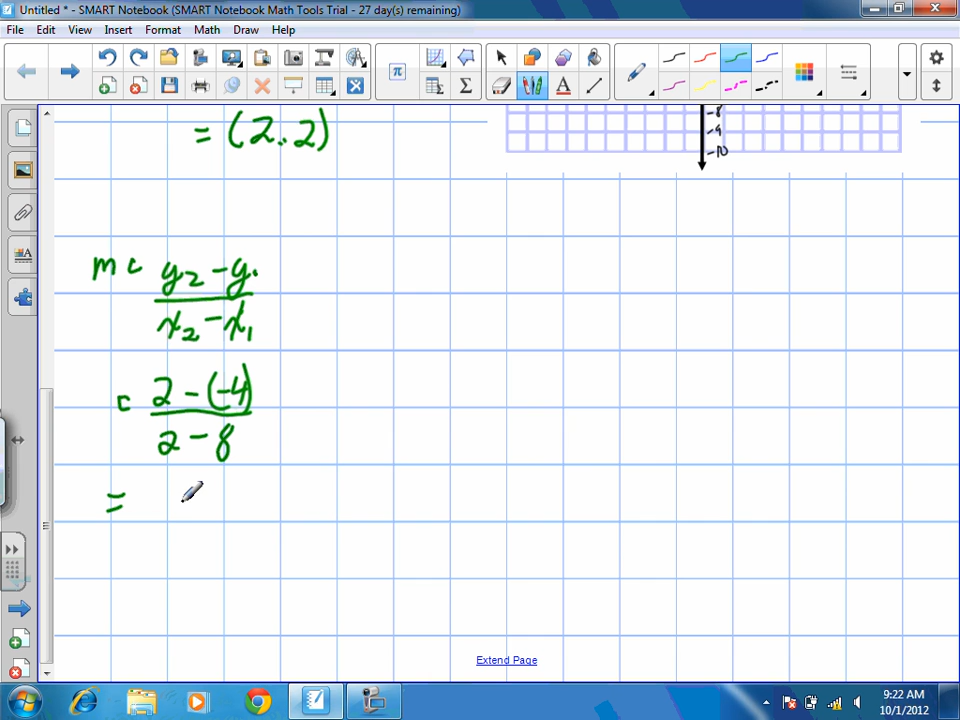 Untitled * - SMART Notebook (SMART Notebook Math Tools Trial - 27 day(s) remaining)
File Edit View Insert Format Math Draw Help
= (2, 2)
-8
-9
-10
m = y₂ - y₁
x₂ - x₁
= 2 - (-4)
2 - 8
=
Extend Page
9:22 AM
10/1/2012